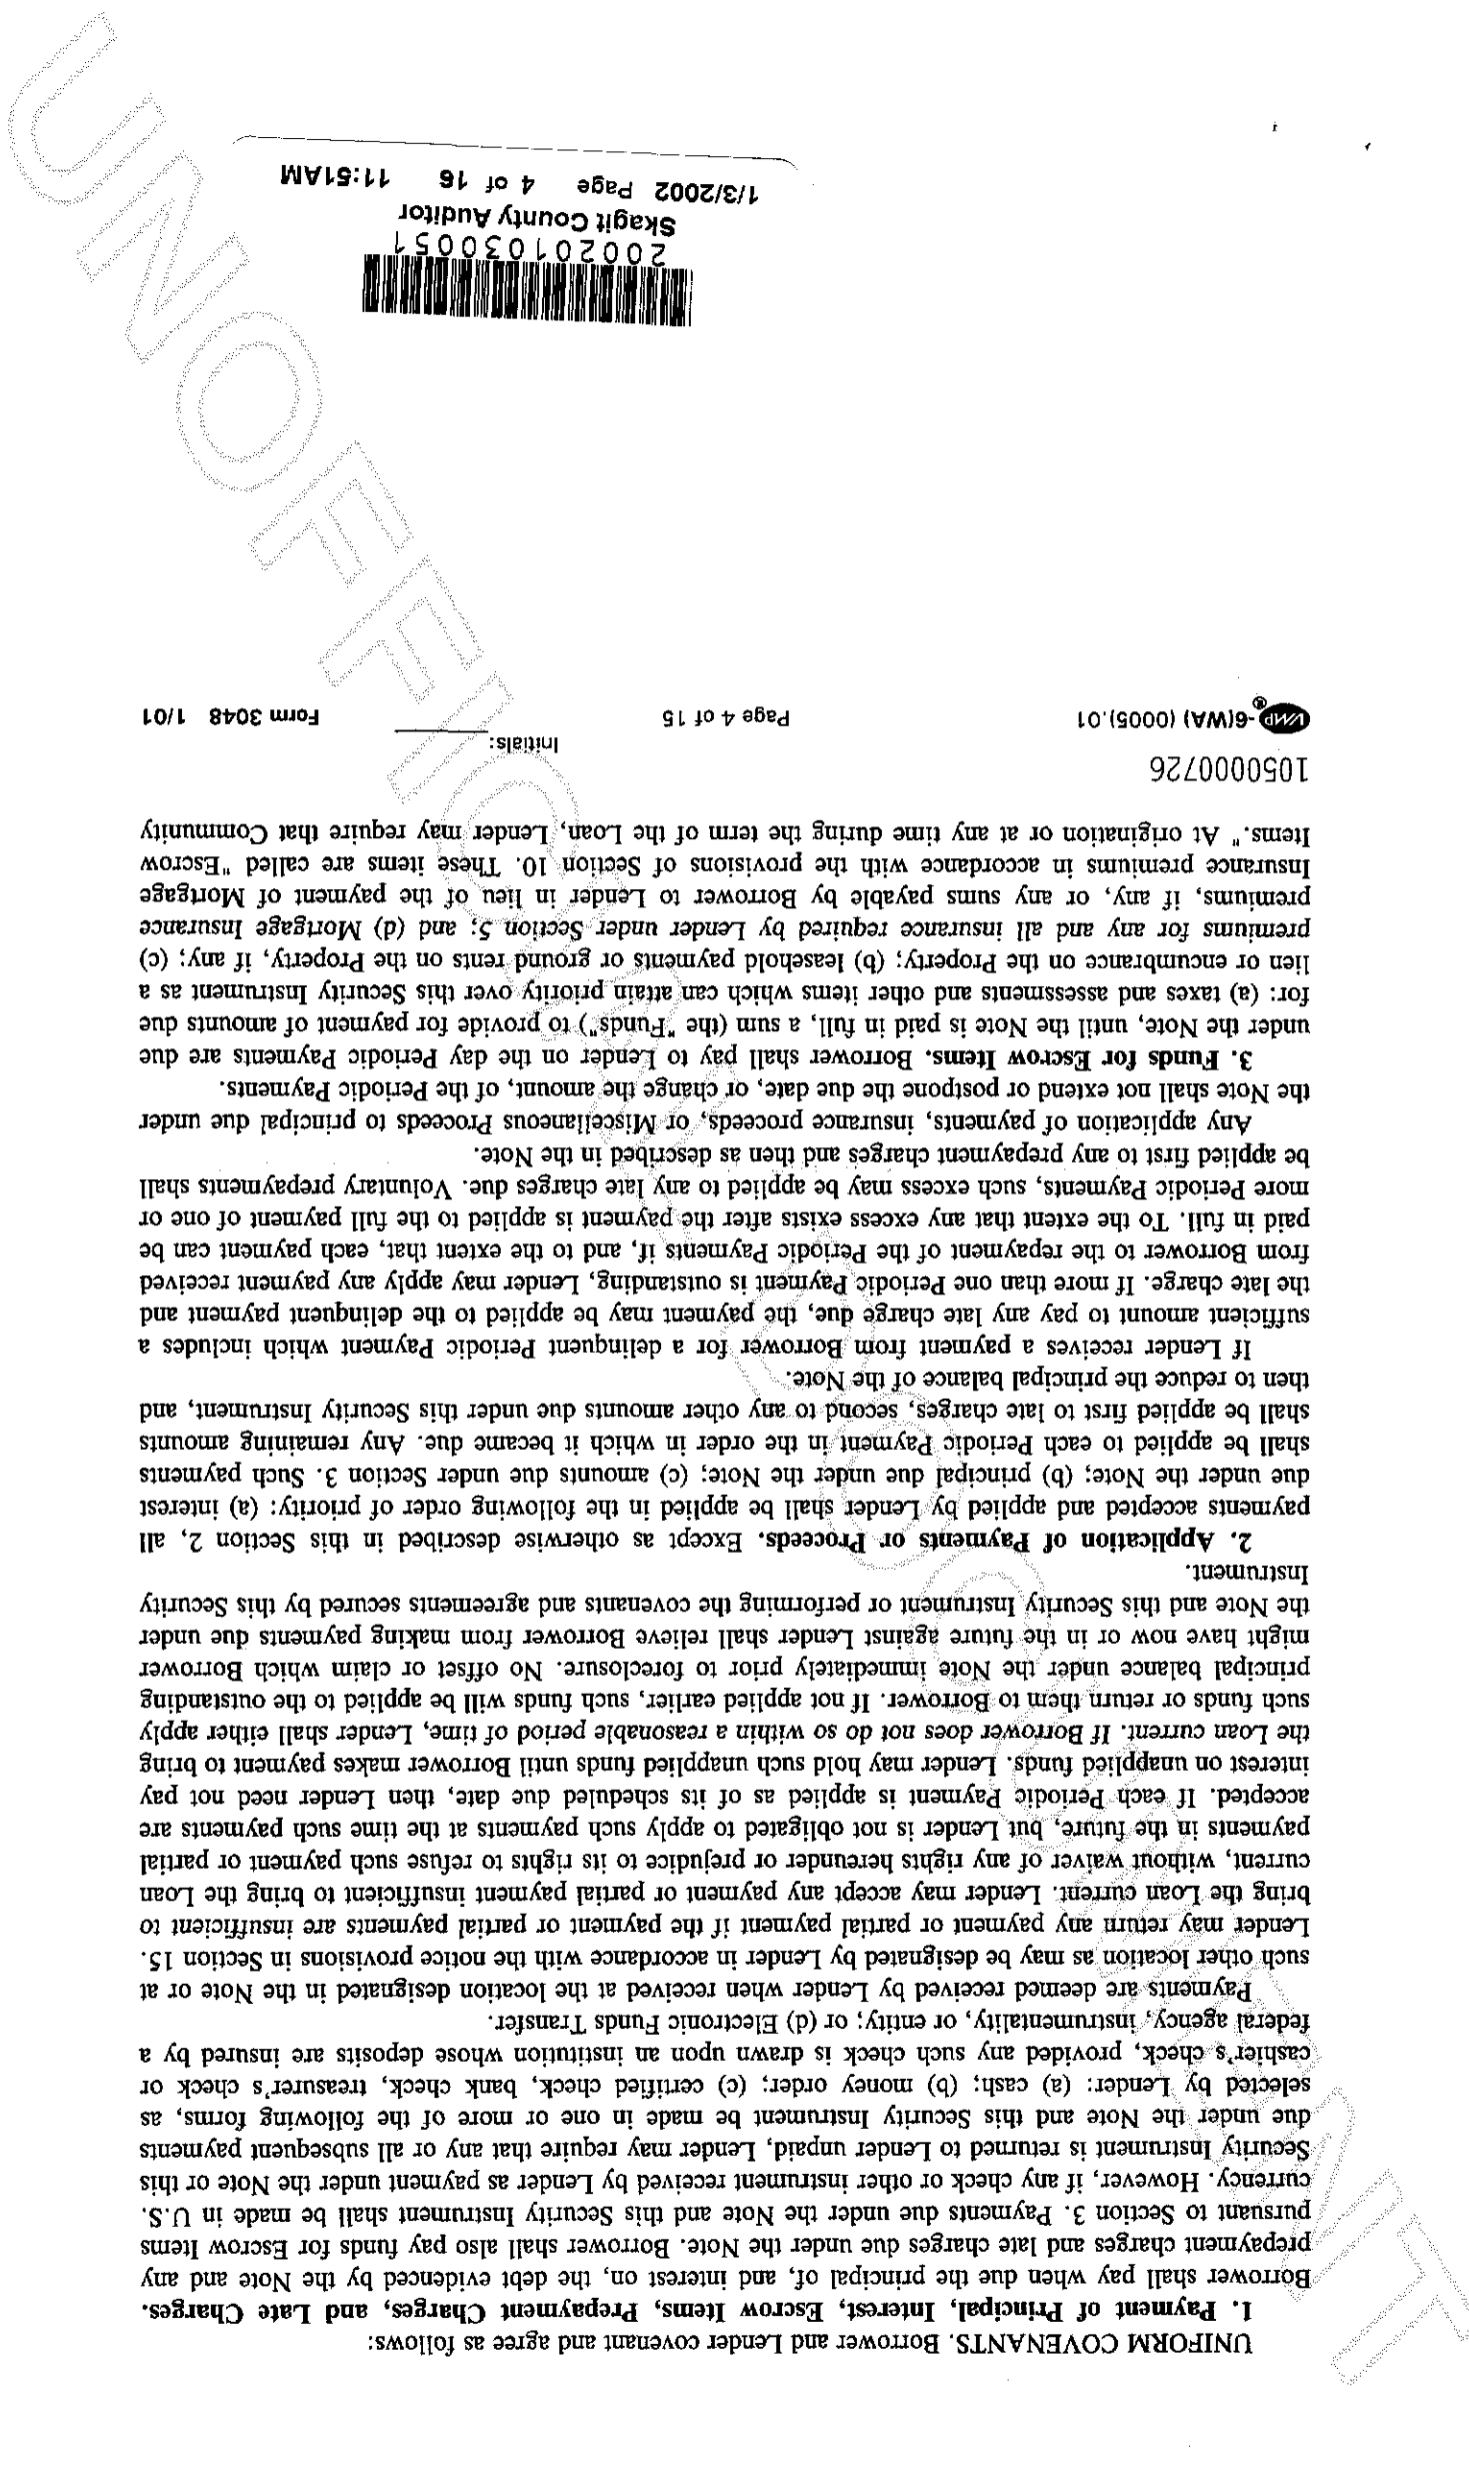 UNIFORM COVENANTS. Borrower and Lender covenant and agree as follows:
1. Payment of Principal, Interest, Escrow Items, Prepayment Charges, and Late Charges.
Borrower shall pay when due the principal of, and interest on, the debt evidenced by the Note and any
prepayment charges and late charges due under the Note. Borrower shall also pay funds for Escrow Items
pursuant to Section 3. Payments due under the Note and this Security Instrument shall be made in U.S.
currency. However, if any check or other instrument received by Lender as payment under the Note or this
Security Instrument is returned to Lender unpaid, Lender may require that any or all subsequent payments
due under the Note and this Security Instrument be made in one or more of the following forms, as
selected by Lender: (a) cash; (b) money order; (c) certified check, bank check, treasurer's check or
cashier's check, provided any such check is drawn upon an institution whose deposits are insured by a
federal agency, instrumentality, or entity; or (d) Electronic Funds Transfer.
Payments are deemed received by Lender when received at the location designated in the Note or at
such other location as may be designated by Lender in accordance with the notice provisions in Section 15.
Lender may return any payment or partial payment if the payment or partial payments are insufficient to
bring the Loan current. Lender may accept any payment or partial payment insufficient to bring the Loan
current, without waiver of any rights hereunder or prejudice to its rights to refuse such payment or partial
payments in the future, but Lender is not obligated to apply such payments at the time such payments are
accepted. If each Periodic Payment is applied as of its scheduled due date, then Lender need not pay
interest on unapplied funds. Lender may hold such unapplied funds until Borrower makes payment to bring
the Loan current. If Borrower does not do so within a reasonable period of time, Lender shall either apply
such funds or return them to Borrower. If not applied earlier, such funds will be applied to the outstanding
principal balance under the Note immediately prior to foreclosure. No offset or claim which Borrower
might have now or in the future against Lender shall relieve Borrower from making payments due under
the Note and this Security Instrument or performing the covenants and agreements secured by this Security
Instrument.
2. Application of Payments or Proceeds. Except as otherwise described in this Section 2, all
payments accepted and applied by Lender shall be applied in the following order of priority: (a) interest
due under the Note; (b) principal due under the Note; (c) amounts due under Section 3. Such payments
shall be applied to each Periodic Payment in the order in which it became due. Any remaining amounts
shall be applied first to late charges, second to any other amounts due under this Security Instrument, and
then to reduce the principal balance of the Note.
If Lender receives a payment from Borrower for a delinquent Periodic Payment which includes a
sufficient amount to pay any late charge due, the payment may be applied to the delinquent payment and
the late charge. If more than one Periodic Payment is outstanding, Lender may apply any payment received
from Borrower to the repayment of the Periodic Payments if, and to the extent that, each payment can be
paid in full. To the extent that any excess exists after the payment is applied to the full payment of one or
more Periodic Payments, such excess may be applied to any late charges due. Voluntary prepayments shall
be applied first to any prepayment charges and then as described in the Note.
Any application of payments, insurance proceeds, or Miscellaneous Proceeds to principal due under
the Note shall not extend or postpone the due date, or change the amount, of the Periodic Payments.
3. Funds for Escrow Items. Borrower shall pay to Lender on the day Periodic Payments are due
under the Note, until the Note is paid in full, a sum (the "Funds") to provide for payment of amounts due
for: (a) taxes and assessments and other items which can attain priority over this Security Instrument as a
lien or encumbrance on the Property; (b) leasehold payments or ground rents on the Property, if any; (c)
premiums for any and all insurance required by Lender under Section 5; and (d) Mortgage Insurance
premiums, if any, or any sums payable by Borrower to Lender in lieu of the payment of Mortgage
Insurance premiums in accordance with the provisions of Section 10. These items are called "Escrow
Items." At origination or at any time during the term of the Loan, Lender may require that Community
1050000726
Initials:
VMP®-6(WA) (0005).01 Page 4 of 15 Form 3048 1/01
200201030051
Skagit County Auditor
1/3/2002 Page 4 of 16 11:51AM
UNOFFICIAL DOCUMENT